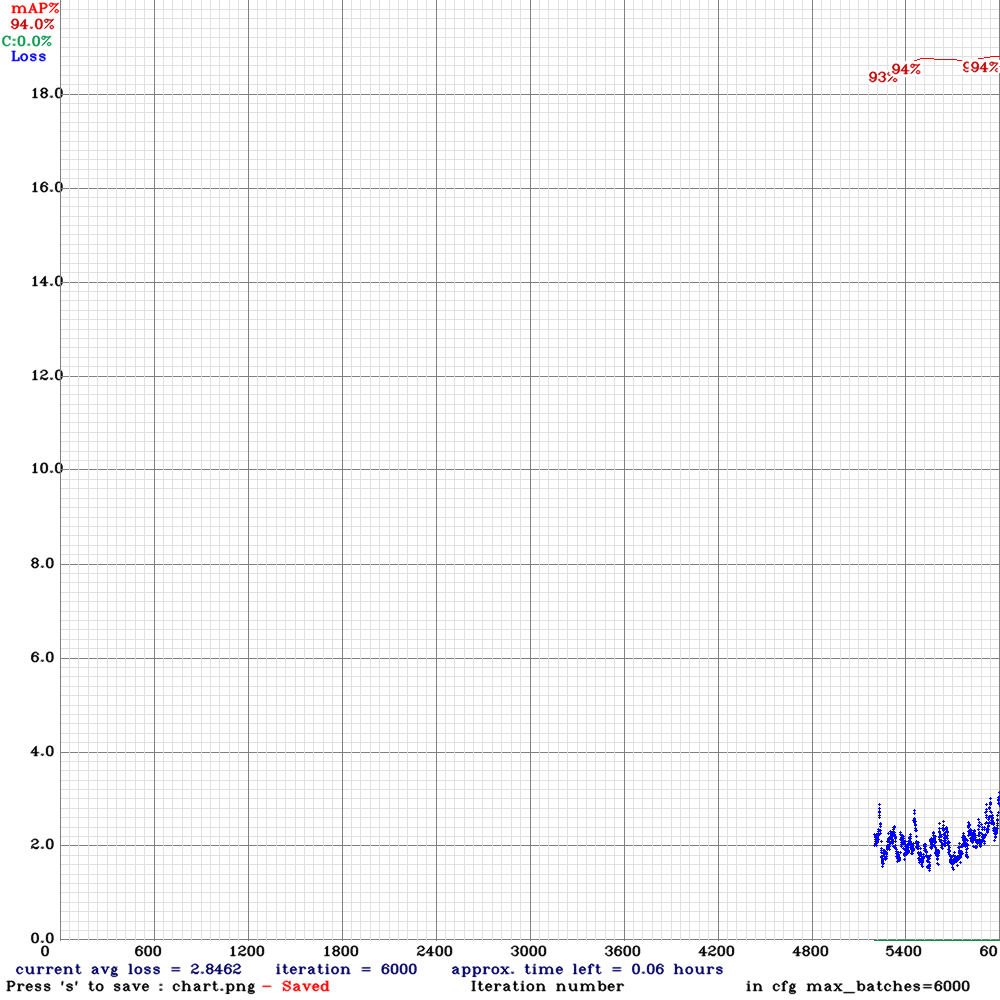 mAP%
94.0%
C:0.0%
Loss
93% 94% 94%
18.0
16.0
14.0
12.0
10.0
8.0
6.0
4.0
2.0
0.0
0 600 1200 1800 2400 3000 3600 4200 4800 5400 60
current avg loss = 2.8462 iteration = 6000 approx. time left = 0.06 hours
Press 's' to save : chart.png - Saved Iteration number in cfg max_batches=6000